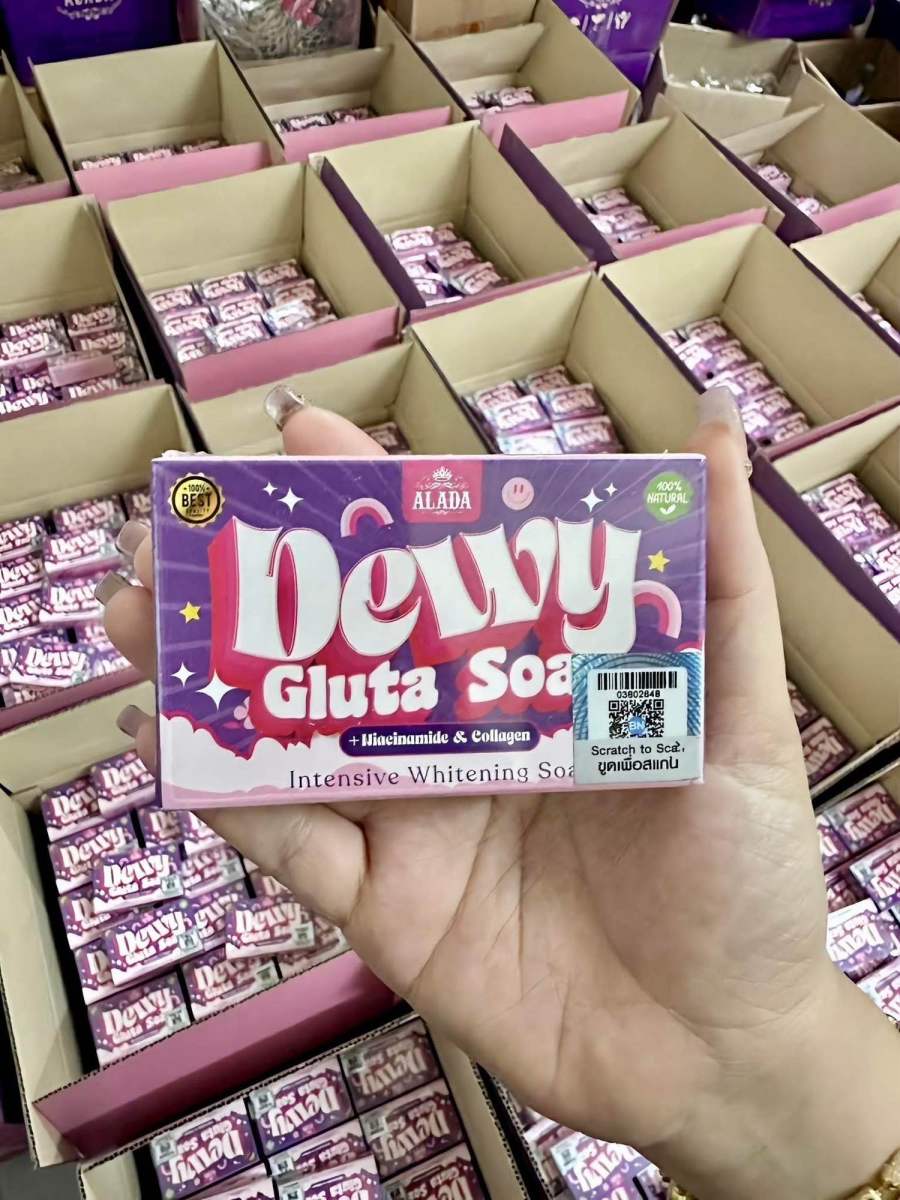 100%
BEST
QUALITY
ALADA
100%
NATURAL
Dewy
Gluta Soa
+Niacinamide & Collagen
Intensive Whitening Soa
03802848
BN
Scratch to Sca
ขูดเพื่อสแกน